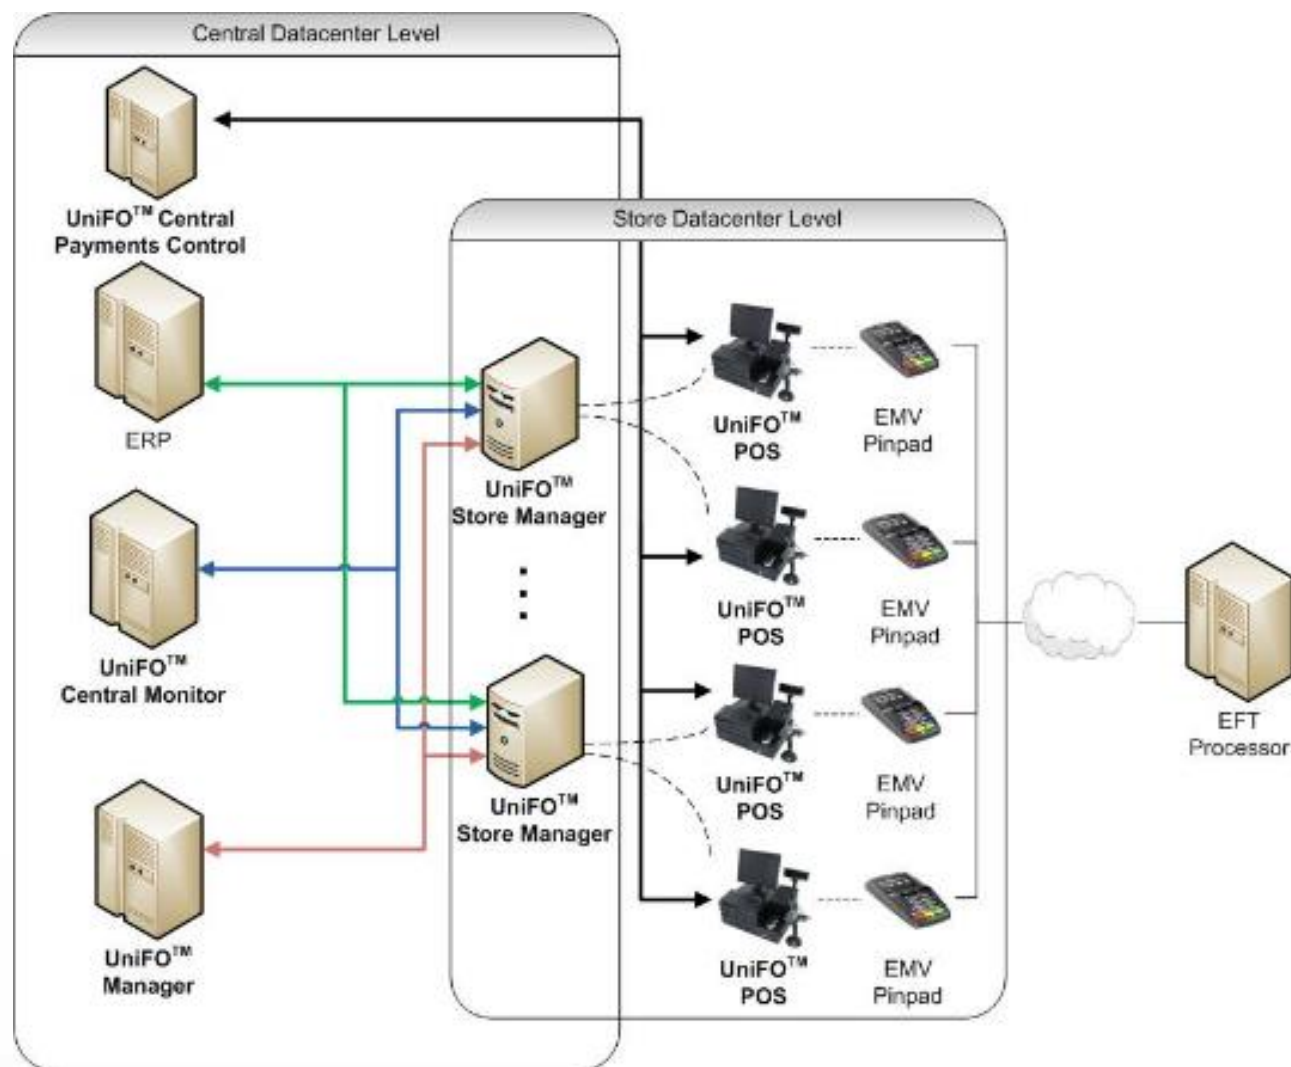 Central Datacenter Level
UniFO™ Central
Payments Control
Store Datacenter Level
ERP
UniFO™
Central Monitor
UniFO™
Manager
UniFO™
Store Manager
UniFO™
Store Manager
UniFO™
POS
EMV
Pinpad
UniFO™
POS
EMV
Pinpad
UniFO™
POS
EMV
Pinpad
UniFO™
POS
EMV
Pinpad
EFT
Processor